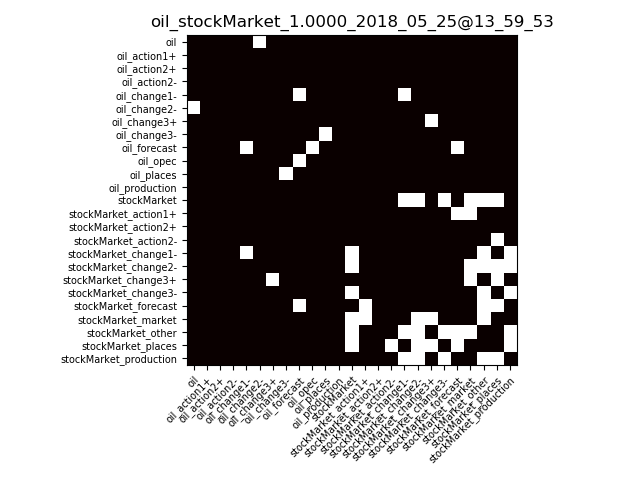 oil_stockMarket_1.0000_2018_05_25@13_59_53
oil
oil_action1+
oil_action2+
oil_action2-
oil_change1-
oil_change2-
oil_change3+
oil_change3-
oil_forecast
oil_opec
oil_places
oil_production
stockMarket
stockMarket_action1+
stockMarket_action2+
stockMarket_action2-
stockMarket_change1-
stockMarket_change2-
stockMarket_change3+
stockMarket_change3-
stockMarket_forecast
stockMarket_market
stockMarket_other
stockMarket_places
stockMarket_production
oil
oil_action1+
oil_action2+
oil_action2-
oil_change1-
oil_change2-
oil_change3+
oil_change3-
oil_forecast
oil_opec
oil_places
oil_production
stockMarket
stockMarket_action1+
stockMarket_action2+
stockMarket_action2-
stockMarket_change1-
stockMarket_change2-
stockMarket_change3+
stockMarket_change3-
stockMarket_forecast
stockMarket_market
stockMarket_other
stockMarket_places
stockMarket_production